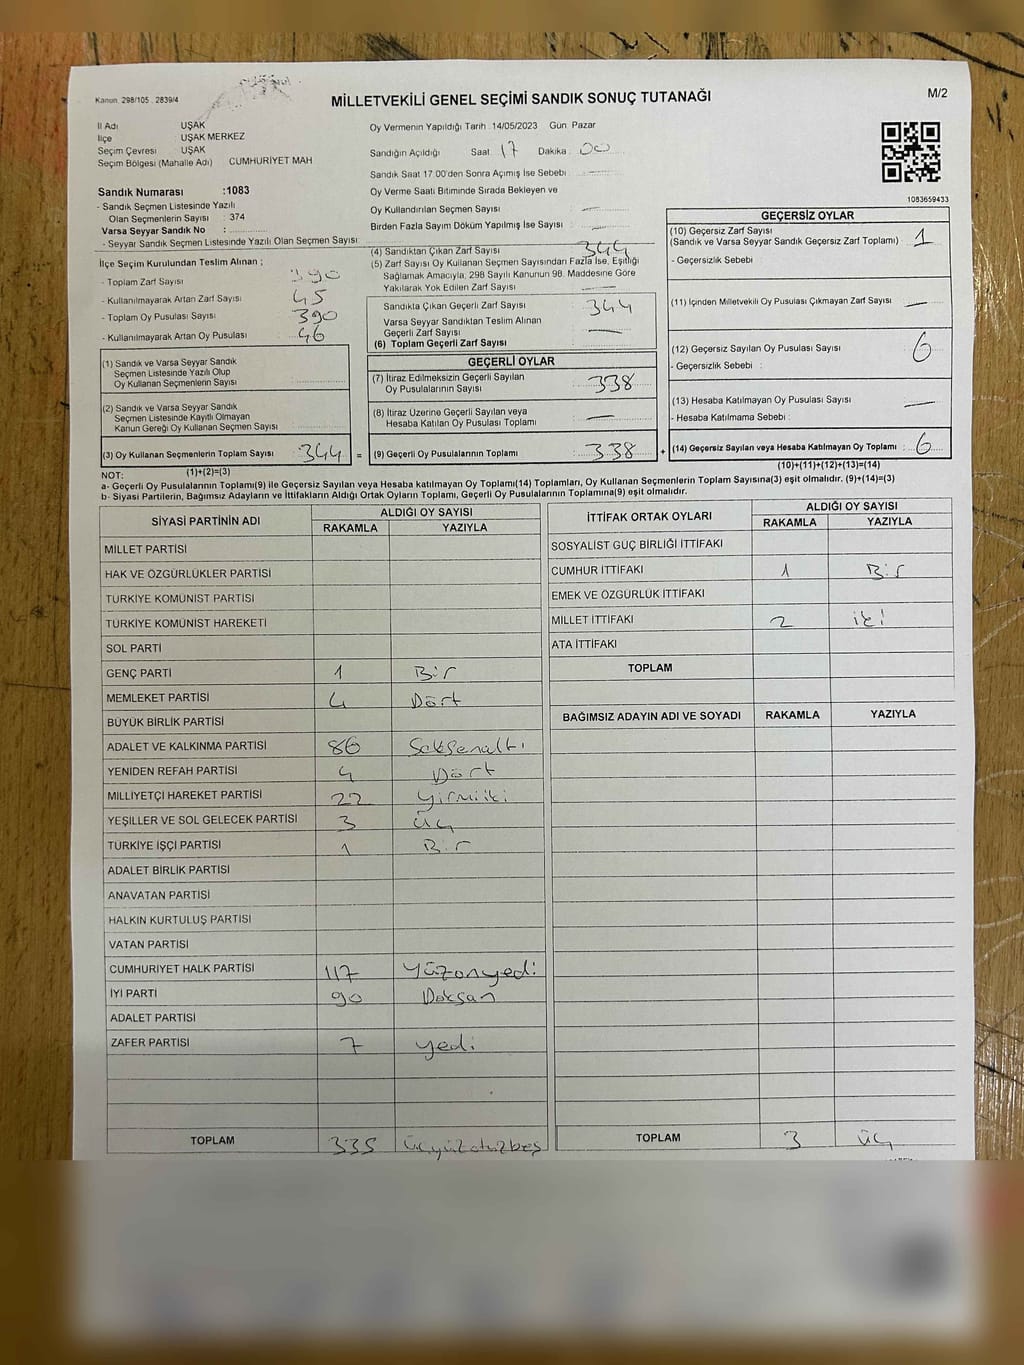 Kanun 298/105 . 2839/4
MİLLETVEKİLİ GENEL SEÇİMİ SANDIK SONUÇ TUTANAĞI
M/2
İl Adı UŞAK
İlçe UŞAK MERKEZ
Seçim Çevresi UŞAK
Seçim Bölgesi (Mahalle Adı) CUMHURİYET MAH
Sandık Numarası :1083
- Sandık Seçmen Listesinde Yazılı
Olan Seçmenlerin Sayısı : 374
Varsa Seyyar Sandık No :
- Seyyar Sandık Seçmen Listesinde Yazılı Olan Seçmen Sayısı:
Oy Vermenin Yapıldığı Tarih : 14/05/2023 Gün Pazar
Sandığın Açıldığı Saat 17 Dakika 00
Sandık Saat 17.00'den Sonra Açımış İse Sebebi :
Oy Verme Saati Bitiminde Sırada Bekleyen ve
Oy Kullandırılan Seçmen Sayısı : —
Birden Fazla Sayım Döküm Yapılmış İse Sayısı : —
1083659433
İlçe Seçim Kurulundan Teslim Alınan ;
- Toplam Zarf Sayısı : 390
- Kullanılmayarak Artan Zarf Sayısı : 45
- Toplam Oy Pusulası Sayısı : 390
- Kullanılmayarak Artan Oy Pusulası : 46
(4) Sandıktan Çıkan Zarf Sayısı : 344
(5) Zarf Sayısı Oy Kullanan Seçmen Sayısından Fazla İse, Eşitliği
Sağlamak Amacıyla, 298 Sayılı Kanunun 98. Maddesine Göre
Yakılarak Yok Edilen Zarf Sayısı : —
Sandıkta Çıkan Geçerli Zarf Sayısı : 344
Varsa Seyyar Sandıktan Teslim Alınan
Geçerli Zarf Sayısı : —
(6) Toplam Geçerli Zarf Sayısı :
GEÇERSİZ OYLAR
(10) Geçersiz Zarf Sayısı
(Sandık ve Varsa Seyyar Sandık Geçersiz Zarf Toplamı) : 1
- Geçersizlik Sebebi :
(11) İçinden Milletvekili Oy Pusulası Çıkmayan Zarf Sayısı : —
(12) Geçersiz Sayılan Oy Pusulası Sayısı : 6
- Geçersizlik Sebebi :
(13) Hesaba Katılmayan Oy Pusulası Sayısı : —
- Hesaba Katılmama Sebebi :
(1) Sandık ve Varsa Seyyar Sandık
Seçmen Listesinde Yazılı Olup
Oy Kullanan Seçmenlerin Sayısı :
(2) Sandık ve Varsa Seyyar Sandık
Seçmen Listesinde Kayıtlı Olmayan
Kanun Gereği Oy Kullanan Seçmen Sayısı :
GEÇERLİ OYLAR
(7) İtiraz Edilmeksizin Geçerli Sayılan
Oy Pusulalarının Sayısı : 338
(8) İtiraz Üzerine Geçerli Sayılan veya
Hesaba Katılan Oy Pusulası Toplamı : —
(3) Oy Kullanan Seçmenlerin Toplam Sayısı : 344 = (9) Geçerli Oy Pusulalarının Toplamı : 338 + (14) Geçersiz Sayılan veya Hesaba Katılmayan Oy Toplamı : 6
(1)+(2)=(3)
(10)+(11)+(12)+(13)=(14)
NOT:
a- Geçerli Oy Pusulalarının Toplamı(9) ile Geçersiz Sayılan veya Hesaba katılmayan Oy Toplamı(14) Toplamları, Oy Kullanan Seçmenlerin Toplam Sayısına(3) eşit olmalıdır. (9)+(14)=(3)
b- Siyasi Partilerin, Bağımsız Adayların ve İttifakların Aldığı Ortak Oyların Toplamı, Geçerli Oy Pusulalarının Toplamına(9) eşit olmalıdır.
SİYASİ PARTİNİN ADI
ALDIĞI OY SAYISI
RAKAMLA YAZIYLA
MİLLET PARTİSİ
HAK VE ÖZGÜRLÜKLER PARTİSİ
TÜRKİYE KOMÜNİST PARTİSİ
TÜRKİYE KOMÜNİST HAREKETİ
SOL PARTİ
GENÇ PARTİ 1 Bir
MEMLEKET PARTİSİ 4 Dört
BÜYÜK BİRLİK PARTİSİ
ADALET VE KALKINMA PARTİSİ 86 Seksenaltı
YENİDEN REFAH PARTİSİ 4 Dört
MİLLİYETÇİ HAREKET PARTİSİ 22 Yirmiiki
YEŞİLLER VE SOL GELECEK PARTİSİ 3 Üç
TÜRKİYE İŞÇİ PARTİSİ 1 Bir
ADALET BİRLİK PARTİSİ
ANAVATAN PARTİSİ
HALKIN KURTULUŞ PARTİSİ
VATAN PARTİSİ
CUMHURİYET HALK PARTİSİ 117 Yüzonyedi
İYİ PARTİ 90 Doksan
ADALET PARTİSİ
ZAFER PARTİSİ 7 yedi
TOPLAM 335 üçyüzotuzbeş
İTTİFAK ORTAK OYLARI
ALDIĞI OY SAYISI
RAKAMLA YAZIYLA
SOSYALİST GÜÇ BİRLİĞİ İTTİFAKI
CUMHUR İTTİFAKI 1 Bir
EMEK VE ÖZGÜRLÜK İTTİFAKI
MİLLET İTTİFAKI 2 iki
ATA İTTİFAKI
TOPLAM
BAĞIMSIZ ADAYIN ADI VE SOYADI RAKAMLA YAZIYLA
TOPLAM 3 üç